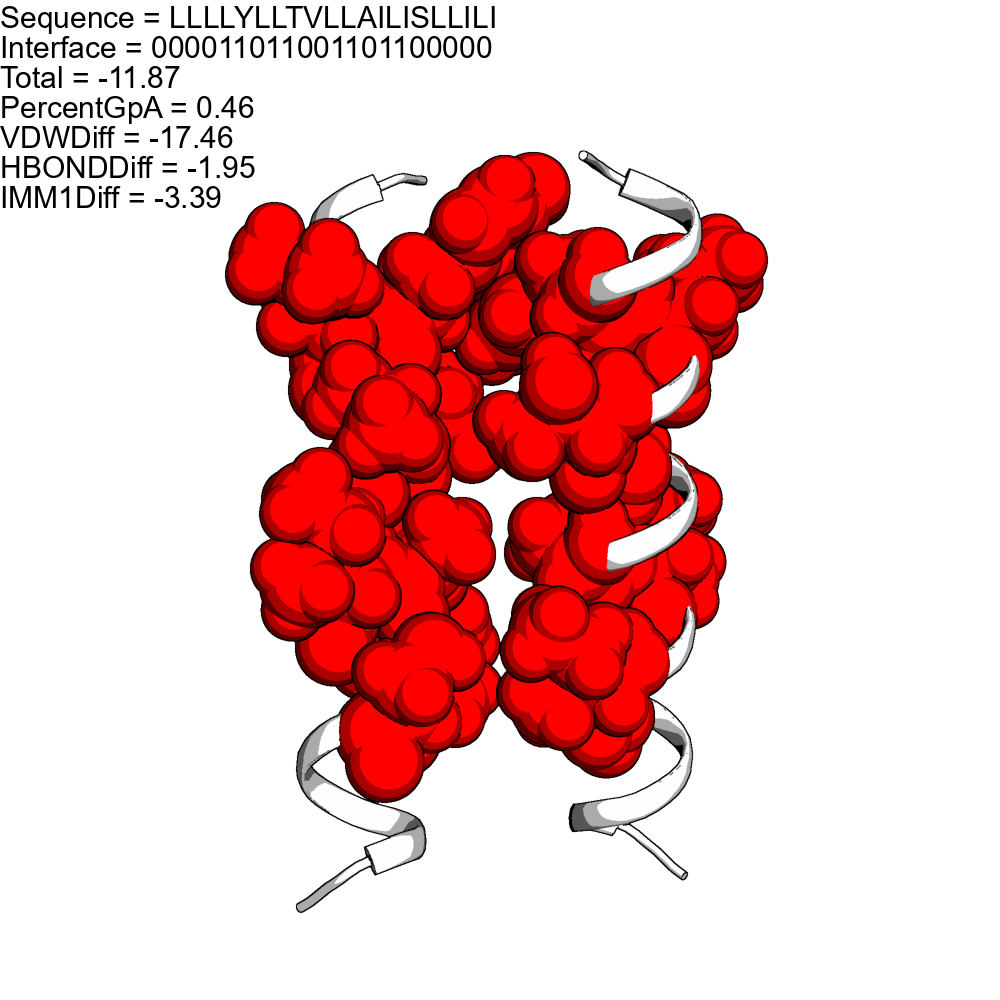 Sequence = LLLLYLLTVLLAILISLLILI
Interface = 000011011001101100000
Total = -11.87
PercentGpA = 0.46
VDWDiff = -17.46
HBONDDiff = -1.95
IMM1Diff = -3.39